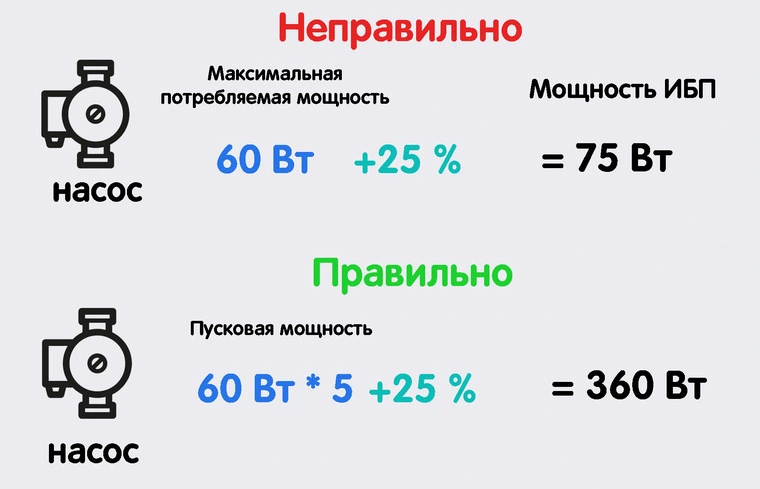 Неправильно
Максимальная
потребляемая мощность
Мощность ИБП
60 Вт +25 % = 75 Вт
насос
Правильно
Пусковая мощность
60 Вт * 5 +25 % = 360 Вт
насос